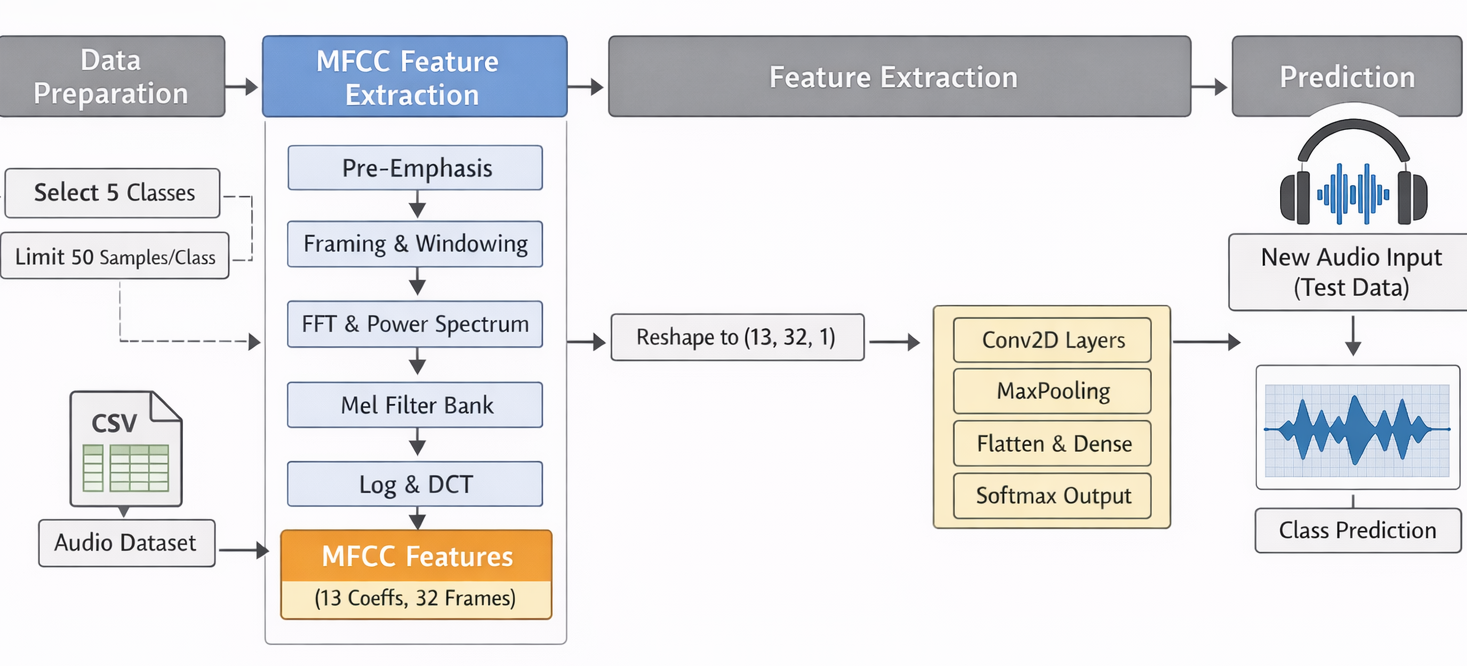 Data
Preparation
MFCC Feature
Extraction
Feature Extraction
Prediction
Select 5 Classes
Limit 50 Samples/Class
CSV
Audio Dataset
Pre-Emphasis
Framing & Windowing
FFT & Power Spectrum
Mel Filter Bank
Log & DCT
MFCC Features
(13 Coeffs, 32 Frames)
Reshape to (13, 32, 1)
Conv2D Layers
MaxPooling
Flatten & Dense
Softmax Output
New Audio Input
(Test Data)
Class Prediction